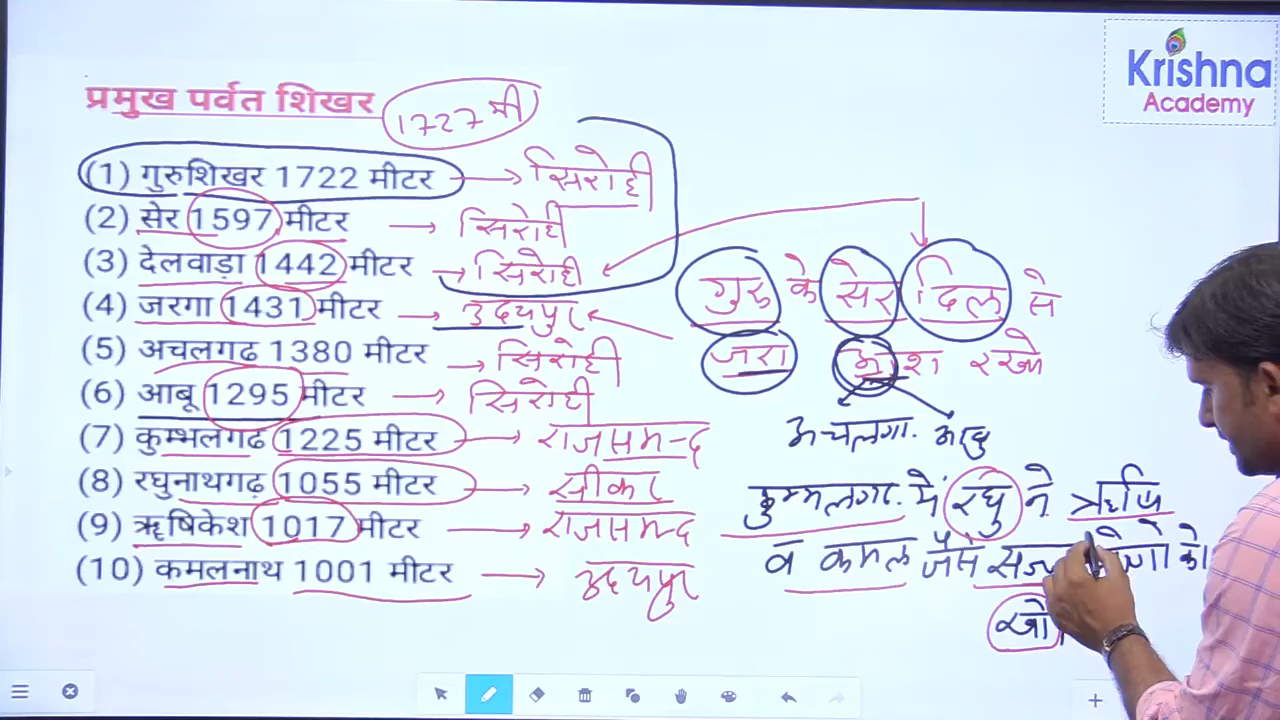 Krishna
Academy
प्रमुख पर्वत शिखर 1727 मी
(1) गुरुशिखर 1722 मीटर → सिरोही
(2) सेर 1597 मीटर → सिरोही
(3) देलवाड़ा 1442 मीटर → सिरोही
(4) जरगा 1431 मीटर → उदयपुर
(5) अचलगढ 1380 मीटर → सिरोही
(6) आबू 1295 मीटर → सिरोही
(7) कुम्भलगढ 1225 मीटर → राजसमन्द
(8) रघुनाथगढ़ 1055 मीटर → सीकर
(9) ॠषिकेश 1017 मीटर → राजसमन्द
(10) कमलनाथ 1001 मीटर → उदयपुर
गुरु के सेर दिल से
जरा
अचलगढ़. आबु
कुम्भलगढ़. में रघु ने ऋषि
व कमल जैसे